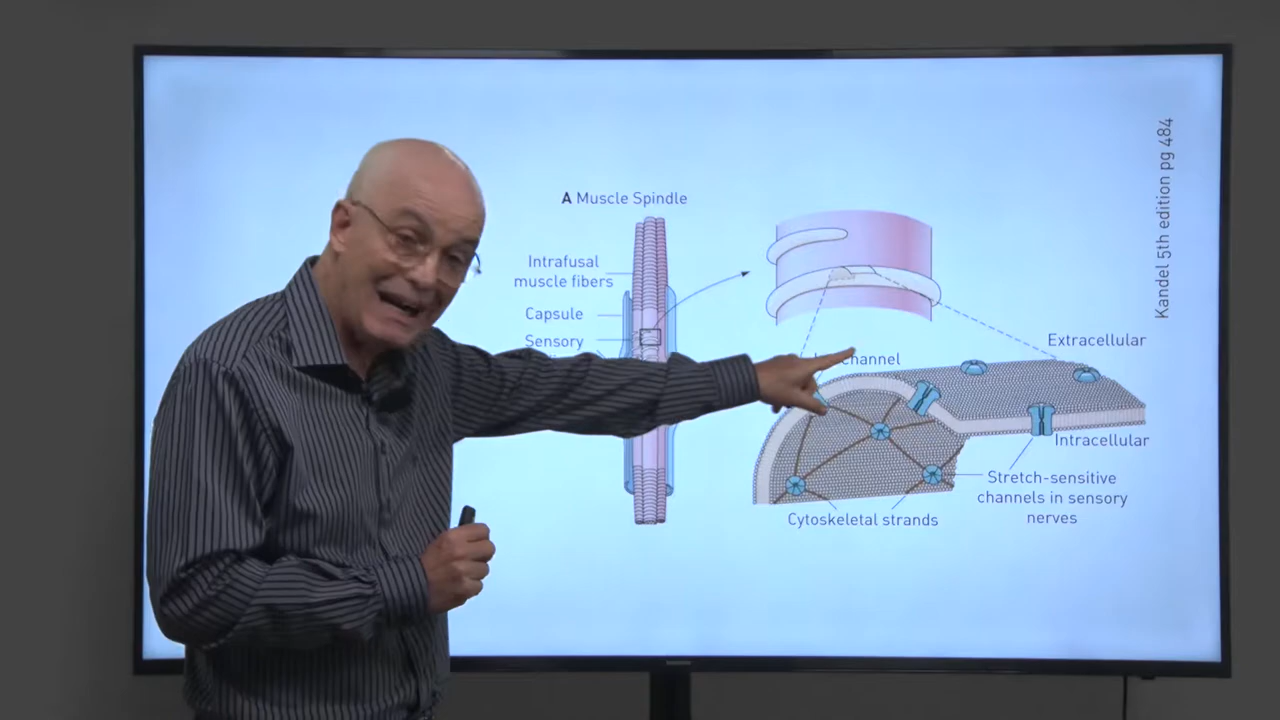 A Muscle Spindle
Intrafusal
muscle fibers
Capsule
Sensory
channel
Extracellular
Intracellular
Stretch-sensitive
channels in sensory
nerves
Cytoskeletal strands
Kandel 5th edition pg 484